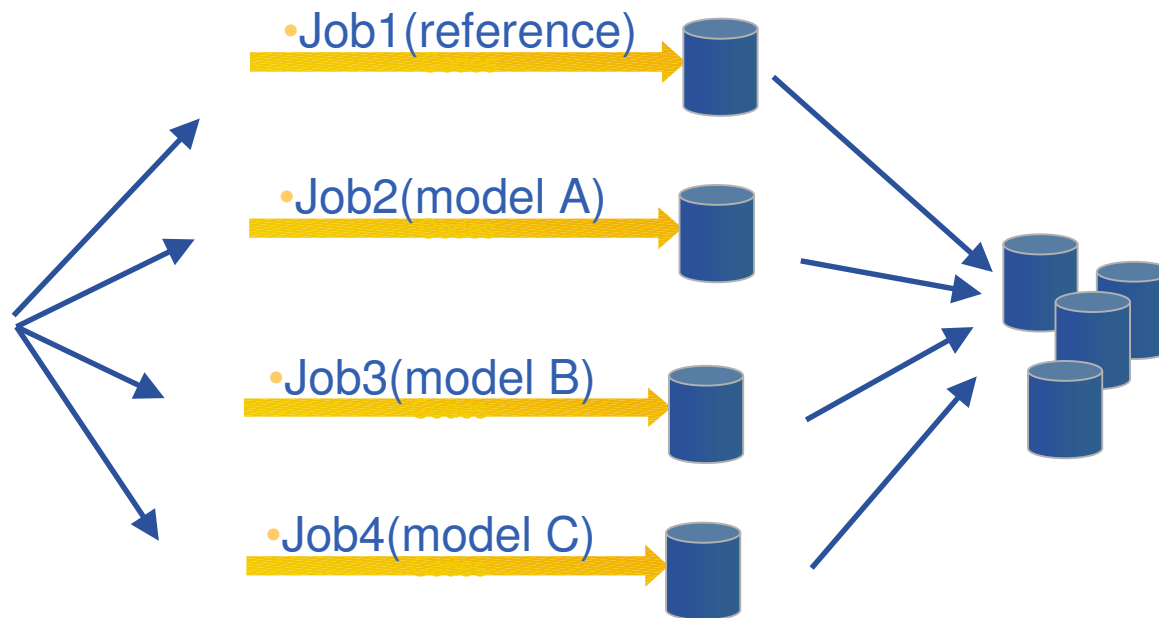 •Job1(reference)
•Job2(model A)
•Job3(model B)
•Job4(model C)